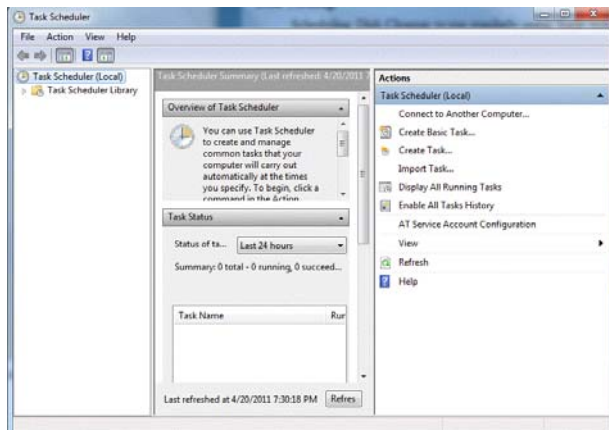 Task Scheduler
File Action View Help
Task Scheduler (Local)
Task Scheduler Library
Task Scheduler Summary (Last refreshed: 4/20/2011 7
Overview of Task Scheduler
You can use Task Scheduler
to create and manage
common tasks that your
computer will carry out
automatically at the times
you specify. To begin, click a
command in the Action
Task Status
Status of ta...
Last 24 hours
Summary: 0 total - 0 running, 0 succeed...
Task Name Rur
Last refreshed at 4/20/2011 7:30:18 PM
Refres
Actions
Task Scheduler (Local)
Connect to Another Computer...
Create Basic Task...
Create Task...
Import Task...
Display All Running Tasks
Enable All Tasks History
AT Service Account Configuration
View
Refresh
Help